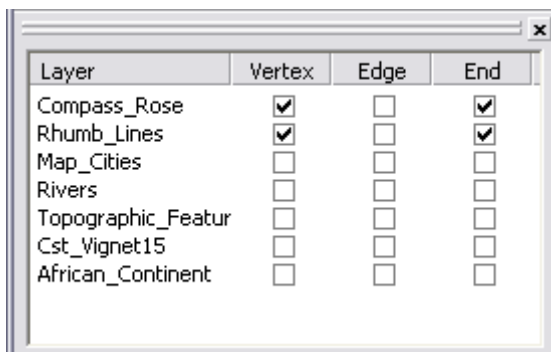 Layer Vertex Edge End
Compass_Rose
Rhumb_Lines
Map_Cities
Rivers
Topographic_Featur
Cst_Vignet15
African_Continent